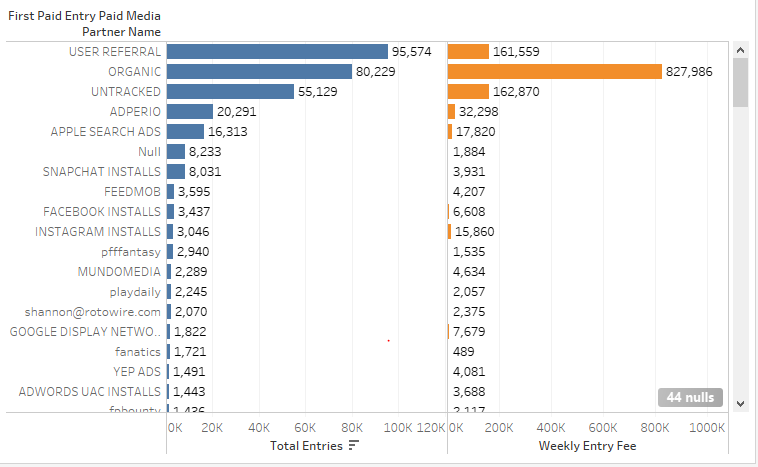 First Paid Entry Paid Media
Partner Name
USER REFERRAL 95,574 161,559
ORGANIC 80,229 827,986
UNTRACKED 55,129 162,870
ADPERIO 20,291 32,298
APPLE SEARCH ADS 16,313 17,820
Null 8,233 1,884
SNAPCHAT INSTALLS 8,031 3,931
FEEDMOB 3,595 4,207
FACEBOOK INSTALLS 3,437 6,608
INSTAGRAM INSTALLS 3,046 15,860
pfffantasy 2,940 1,535
MUNDOMEDIA 2,289 4,634
playdaily 2,245 2,057
shannon@rotowire.com 2,070 2,375
GOOGLE DISPLAY NETWO.. 1,822 7,679
fanatics 1,721 489
YEP ADS 1,491 4,081
ADWORDS UAC INSTALLS 1,443 3,688
44 nulls
0K 20K 40K 60K 80K 100K 120K 0K 200K 400K 600K 800K 1000K
Total Entries Weekly Entry Fee